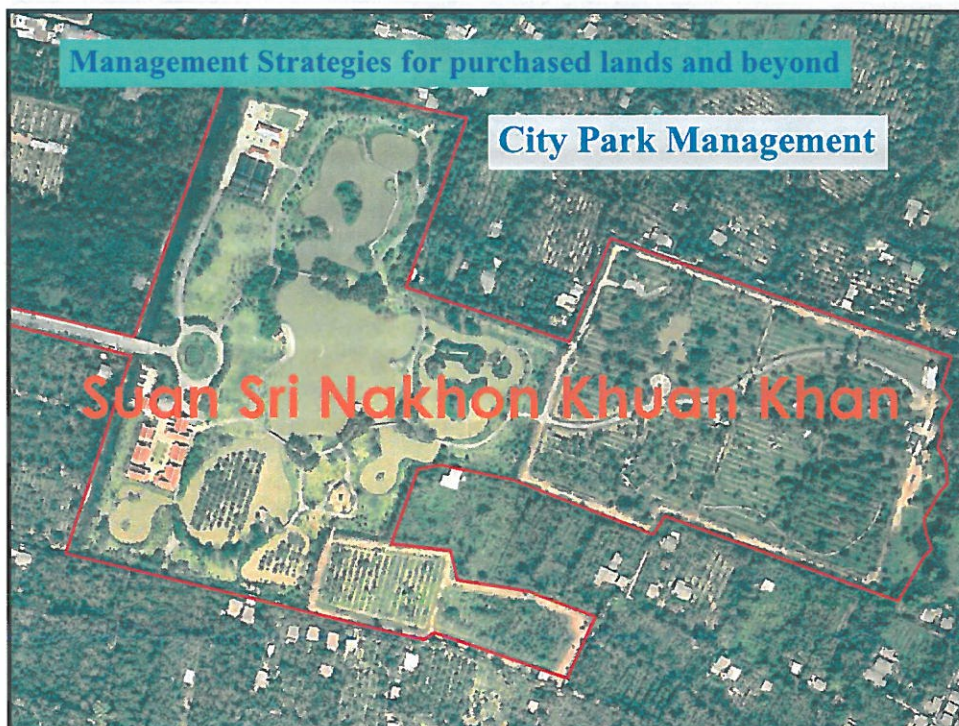 Management Strategies for purchased lands and beyond
City Park Management
Suan Sri Nakhon Khuan Khan